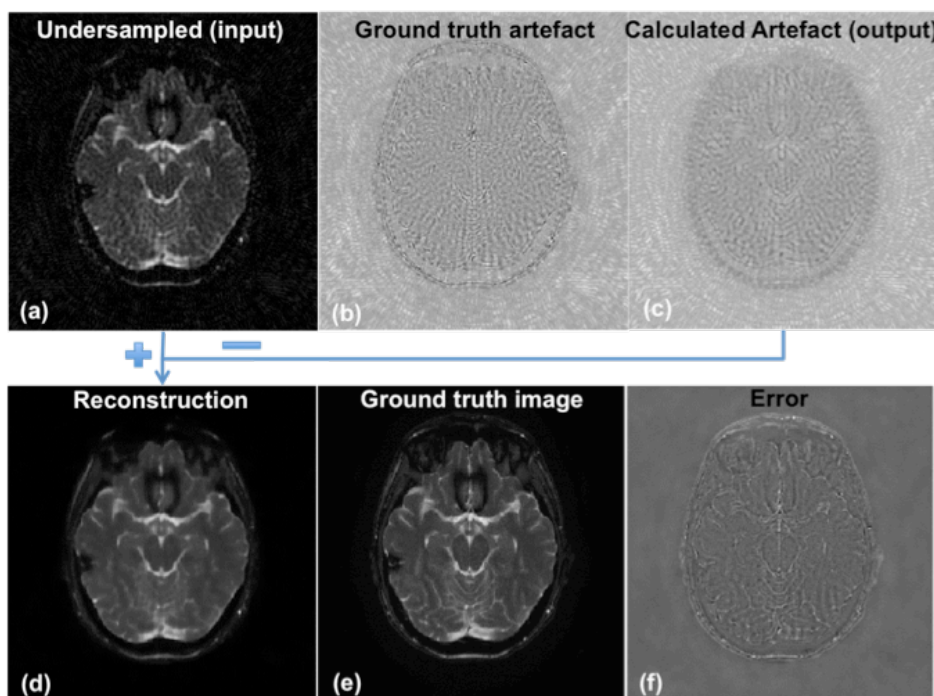 Undersampled (input)
Ground truth artefact
Calculated Artefact (output)
(a)
(b)
(c)
+
−
Reconstruction
Ground truth image
Error
(d)
(e)
(f)